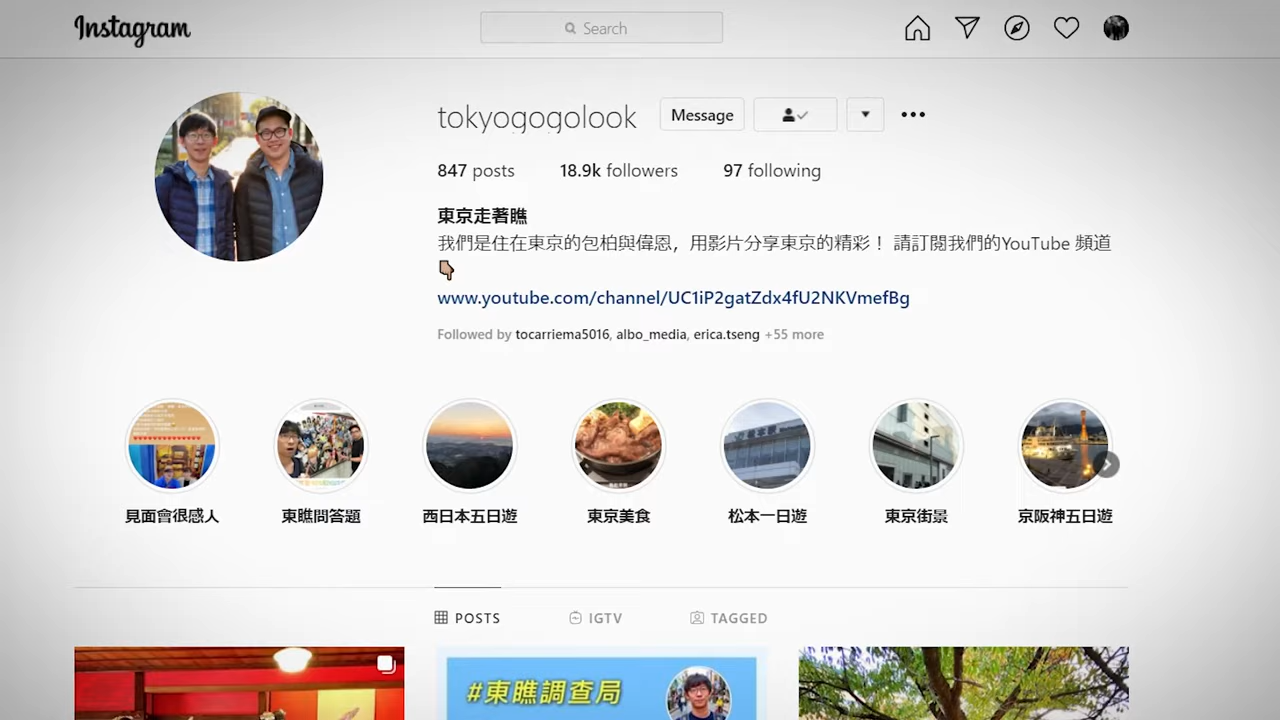 Instagram
Search
tokyogogolook
Message
847 posts 18.9k followers 97 following
東京走著瞧
我們是住在東京的包柏與偉恩，用影片分享東京的精彩！ 請訂閱我們的YouTube 頻道
www.youtube.com/channel/UC1iP2gatZdx4fU2NKVmefBg
Followed by tocarriema5016, albo_media, erica.tseng +55 more
見面會很感人 東瞧問答題 西日本五日遊 東京美食 松本一日遊 東京街景 京阪神五日遊
POSTS IGTV TAGGED
#東瞧調查局